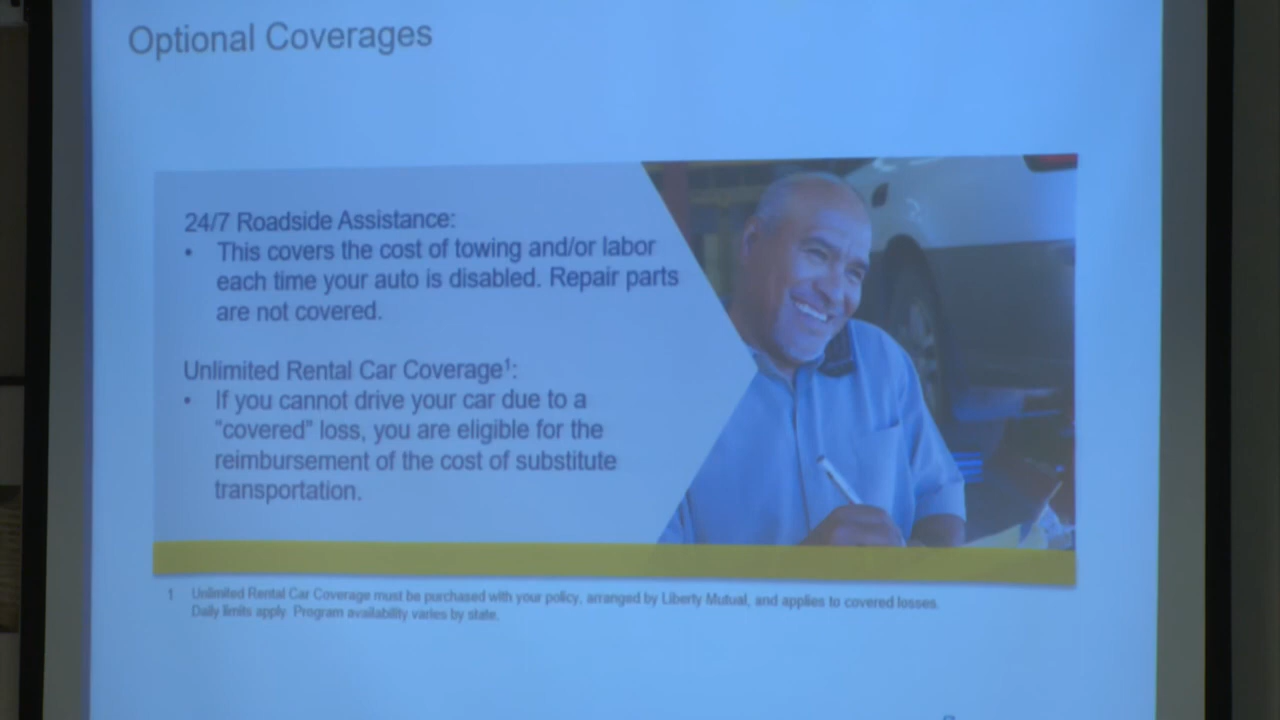 Optional Coverages
24/7 Roadside Assistance:
• This covers the cost of towing and/or labor
each time your auto is disabled. Repair parts
are not covered.
Unlimited Rental Car Coverage¹:
• If you cannot drive your car due to a
"covered" loss, you are eligible for the
reimbursement of the cost of substitute
transportation.
1 Unlimited Rental Car Coverage must be purchased with your policy, arranged by Liberty Mutual, and applies to covered losses.
Daily limits apply. Program availability varies by state.